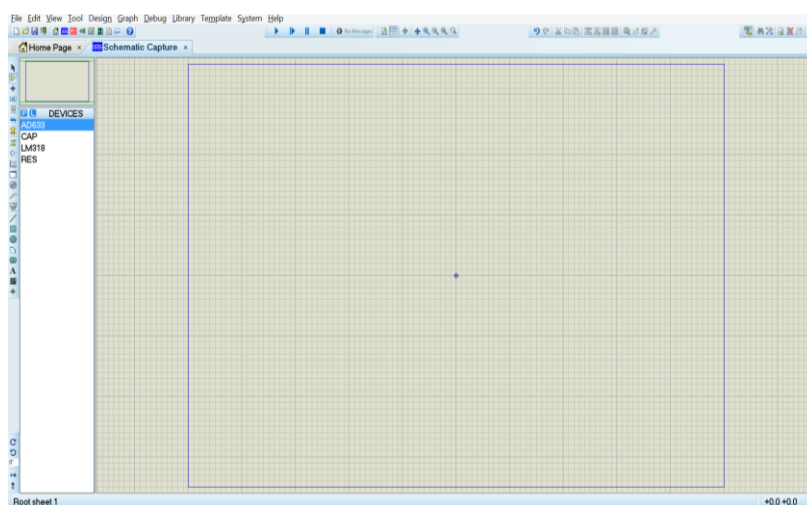 File Edit View Tool Design Graph Debug Library Template System Help
Home Page × Schematic Capture ×
P L DEVICES
AD633
CAP
LM318
RES
Root sheet 1
+0.0 +0.0